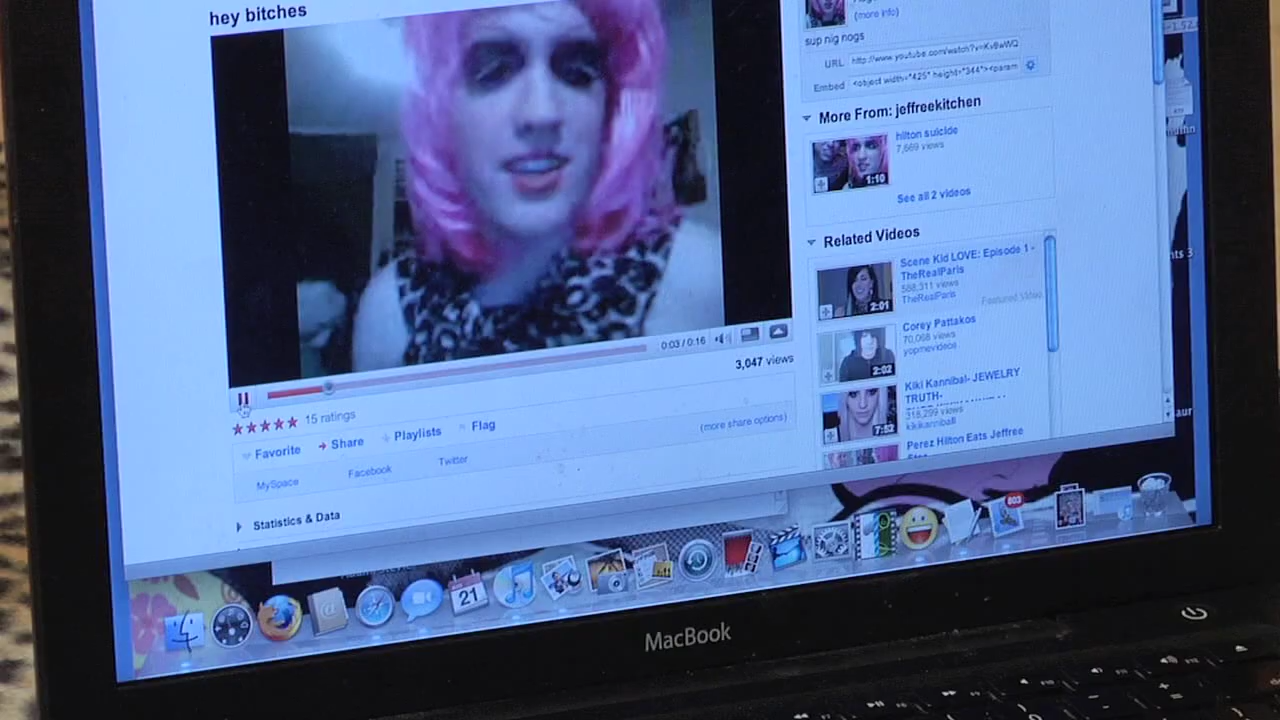 hey bitches
(more info)
sup nig nogs
URL http://www.youtube.com/watch?v=Kv8wWQ
Embed <object width="425" height="344"><param
More From: jeffreekitchen
hilton suicide
7,669 views
1:10
See all 2 videos
Related Videos
Scene Kid LOVE: Episode 1 -
TheRealParis
588,311 views
TheRealParis
Featured Video
2:01
Corey Pattakos
70,098 views
yopmevideos
2:02
Kiki Kannibal- JEWELRY
TRUTH-
318,299 views
kikikannibal
7:52
Perez Hilton Eats Jeffree
0:03 / 0:16
3,047 views
15 ratings
Favorite Share Playlists Flag
(more share options)
MySpace Facebook Twitter
Statistics & Data
21
803
MacBook